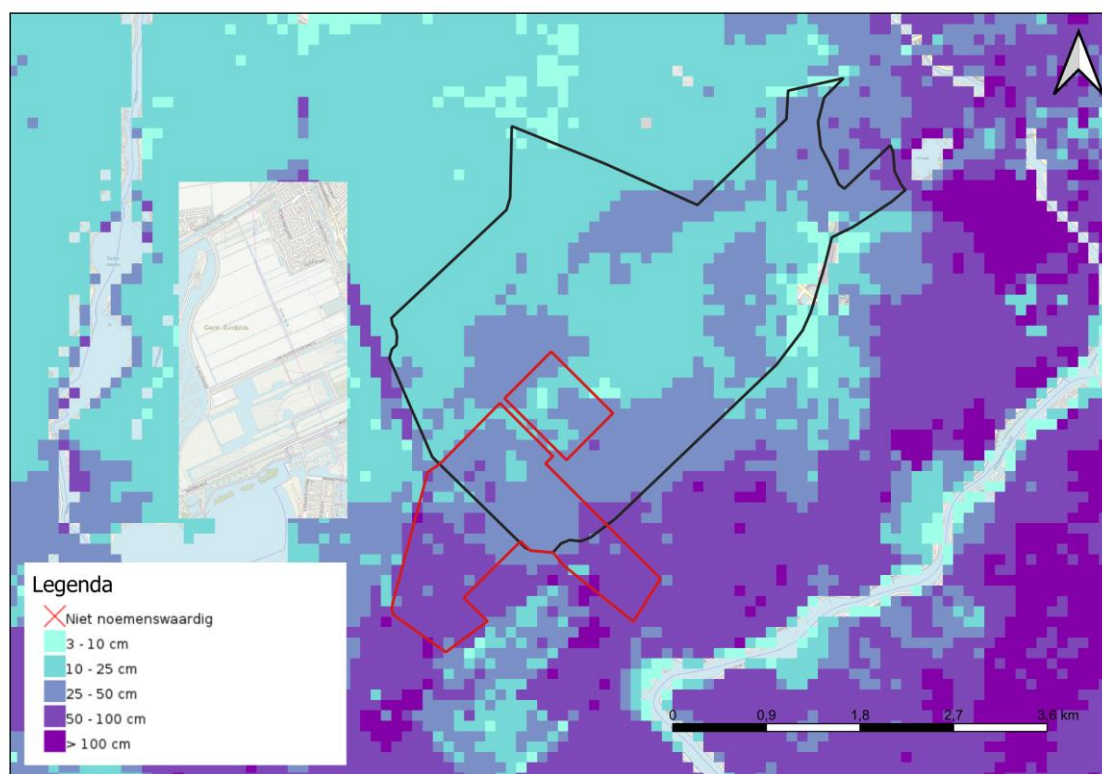 Legenda
Niet noemenswaardig
3 - 10 cm
10 - 25 cm
25 - 50 cm
50 - 100 cm
> 100 cm
0 0,9 1,8 2,7 3,6 km